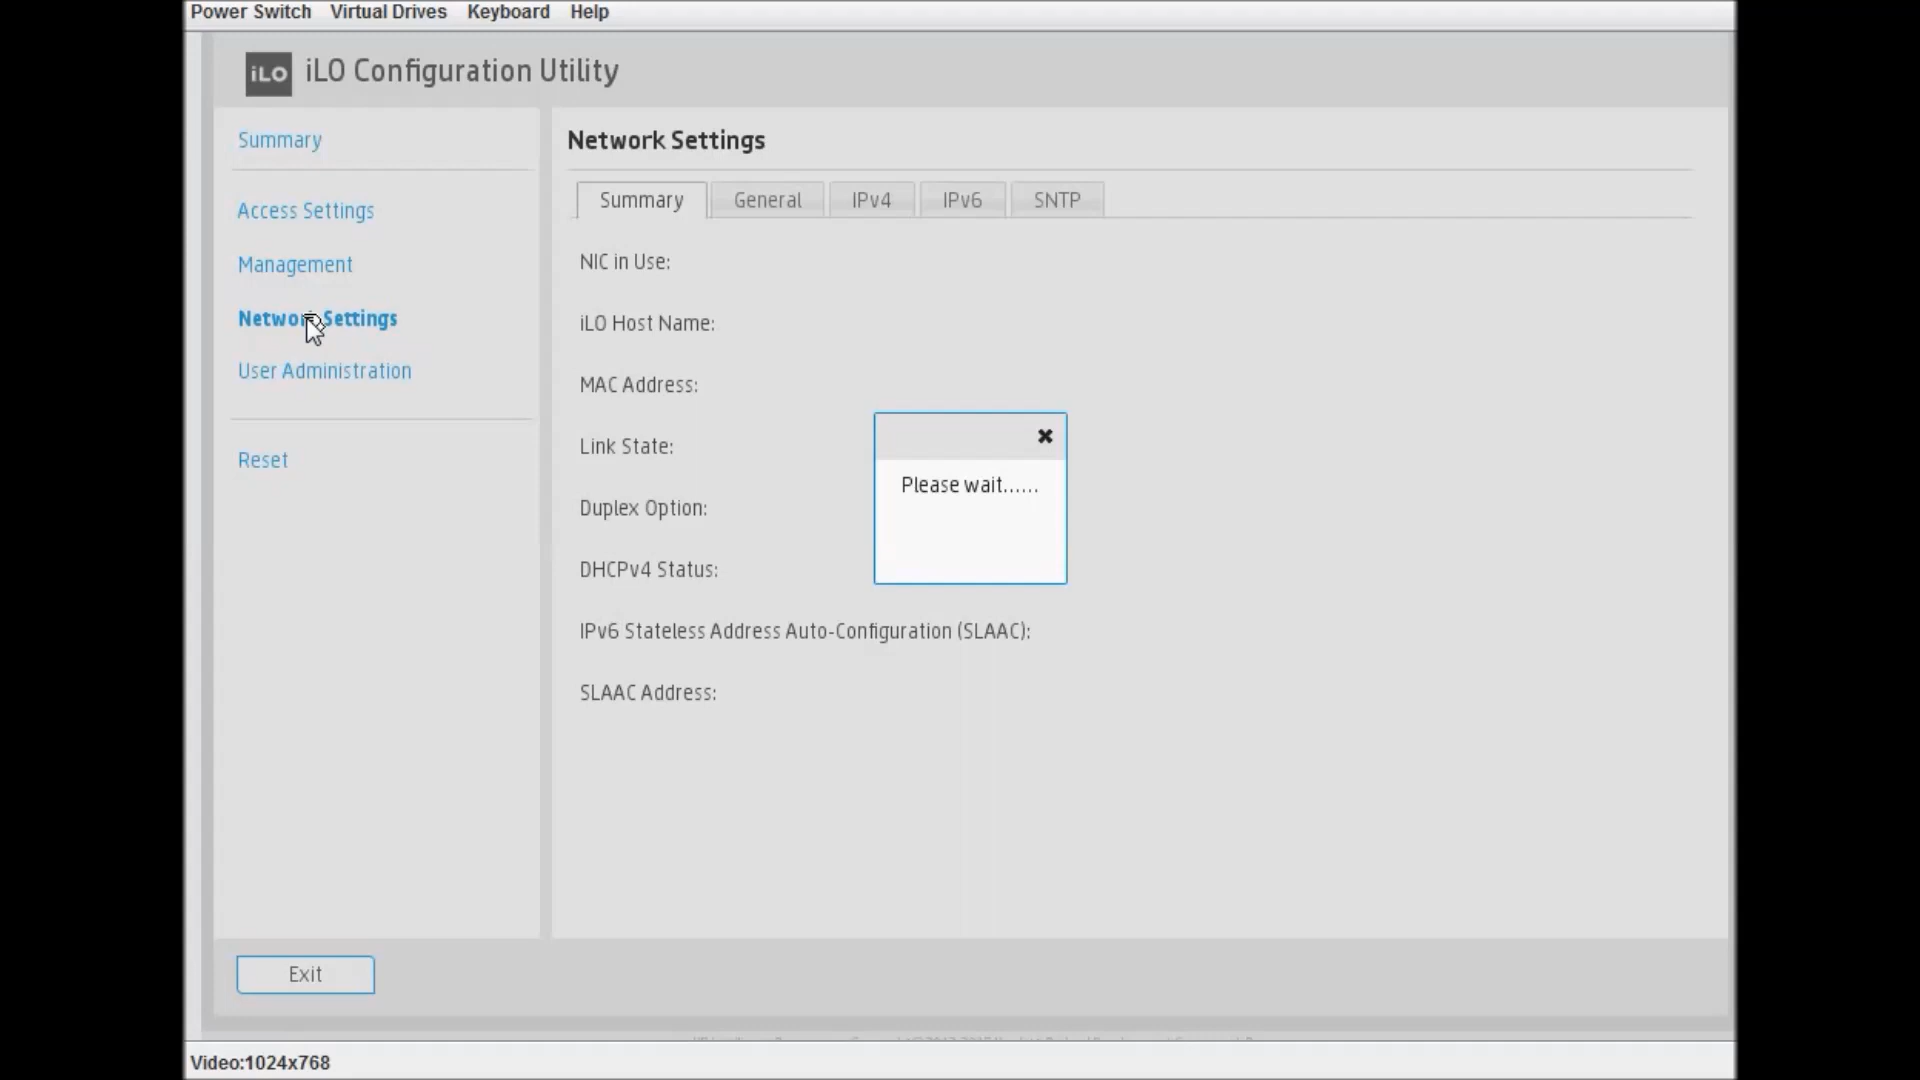 Power Switch Virtual Drives Keyboard Help
iLO iLO Configuration Utility
Summary
Access Settings
Management
Network Settings
User Administration
Reset
Network Settings
Summary General IPv4 IPv6 SNTP
NIC in Use:
iLO Host Name:
MAC Address:
Link State:
Duplex Option:
DHCPv4 Status:
IPv6 Stateless Address Auto-Configuration (SLAAC):
SLAAC Address:
Please wait......
Exit
Video:1024x768